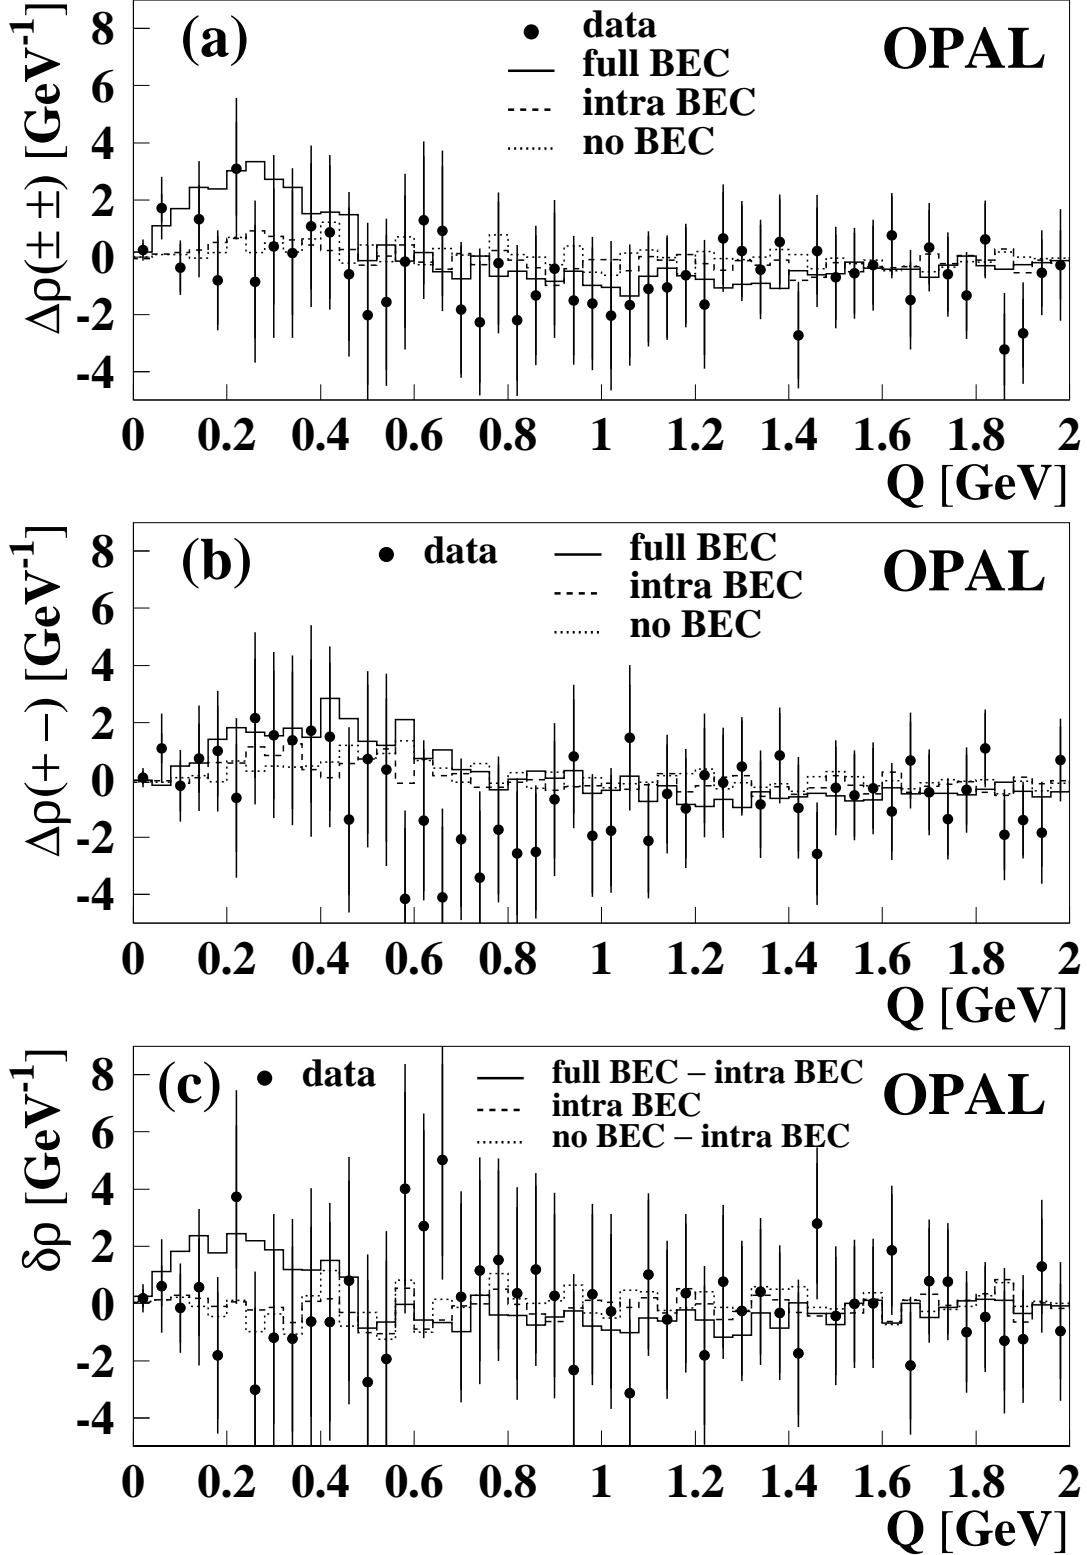 (a)
data
full BEC
intra BEC
no BEC
OPAL
Δρ(± ±) [GeV⁻¹]
8
6
4
2
0
-2
-4
0 0.2 0.4 0.6 0.8 1 1.2 1.4 1.6 1.8 2
Q [GeV]
(b)
data
full BEC
intra BEC
no BEC
OPAL
Δρ(+ −) [GeV⁻¹]
8
6
4
2
0
-2
-4
0 0.2 0.4 0.6 0.8 1 1.2 1.4 1.6 1.8 2
Q [GeV]
(c)
data
full BEC − intra BEC
intra BEC
no BEC − intra BEC
OPAL
δρ [GeV⁻¹]
8
6
4
2
0
-2
-4
0 0.2 0.4 0.6 0.8 1 1.2 1.4 1.6 1.8 2
Q [GeV]